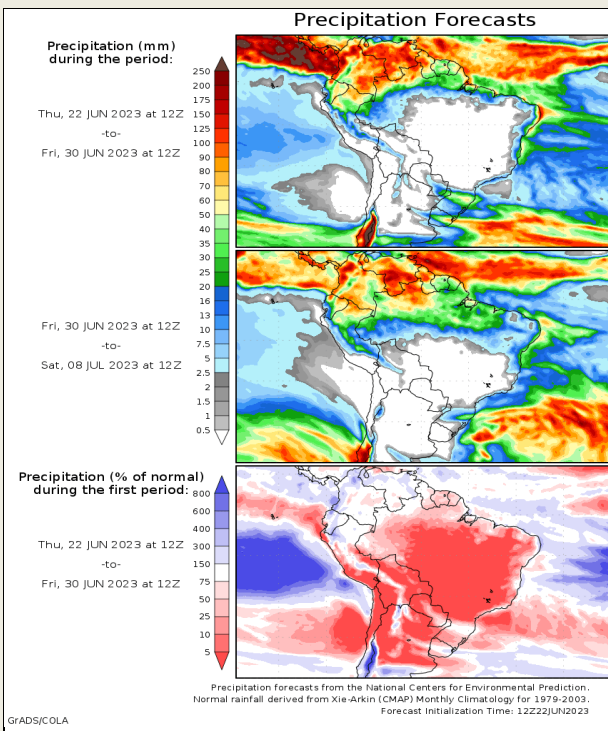 Precipitation Forecasts
Precipitation (mm)
during the period:
Thu, 22 JUN 2023 at 12Z
-to-
Fri, 30 JUN 2023 at 12Z
250
200
175
150
125
100
90
80
70
60
50
40
35
30
25
20
16
13
10
7.5
5
2.5
2
1.5
1
0.5
Fri, 30 JUN 2023 at 12Z
-to-
Sat, 08 JUL 2023 at 12Z
Precipitation (% of normal)
during the first period:
Thu, 22 JUN 2023 at 12Z
-to-
Fri, 30 JUN 2023 at 12Z
800
600
400
300
150
75
50
25
10
5
Precipitation forecasts from the National Centers for Environmental Prediction.
Normal rainfall derived from Xie-Arkin (CMAP) Monthly Climatology for 1979-2003.
Forecast Initialization Time: 12Z22JUN2023
GrADS/COLA